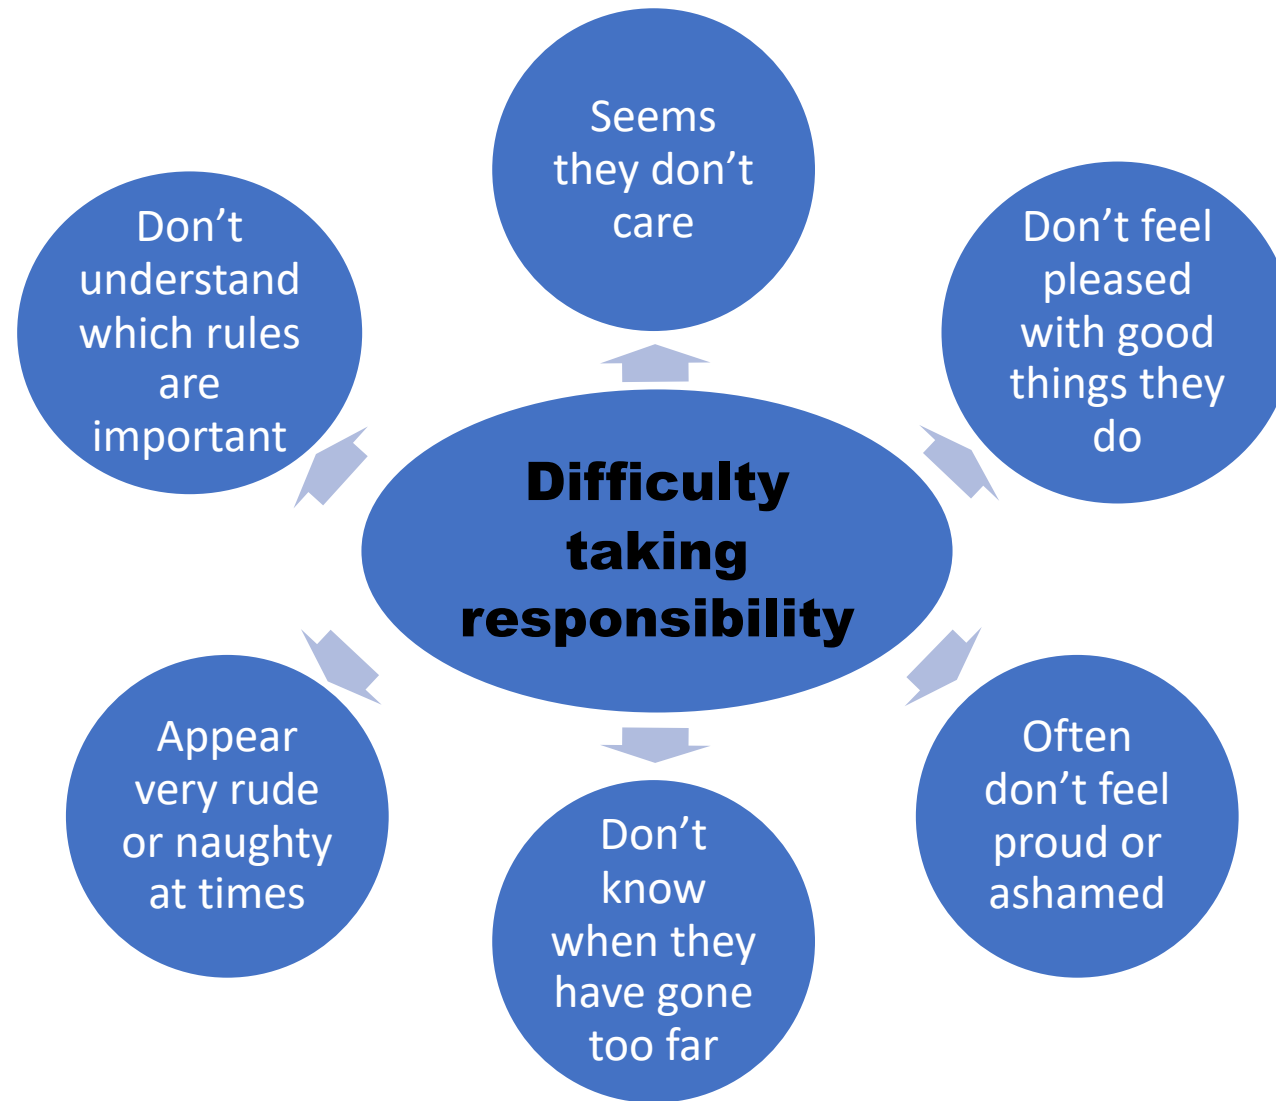 Seems
they don’t
care
Don’t feel
pleased
with good
things they
do
Often
don’t feel
proud or
ashamed
Don’t
know
when they
have gone
too far
Appear
very rude
or naughty
at times
Don’t
understand
which rules
are
important
Difficulty
taking
responsibility